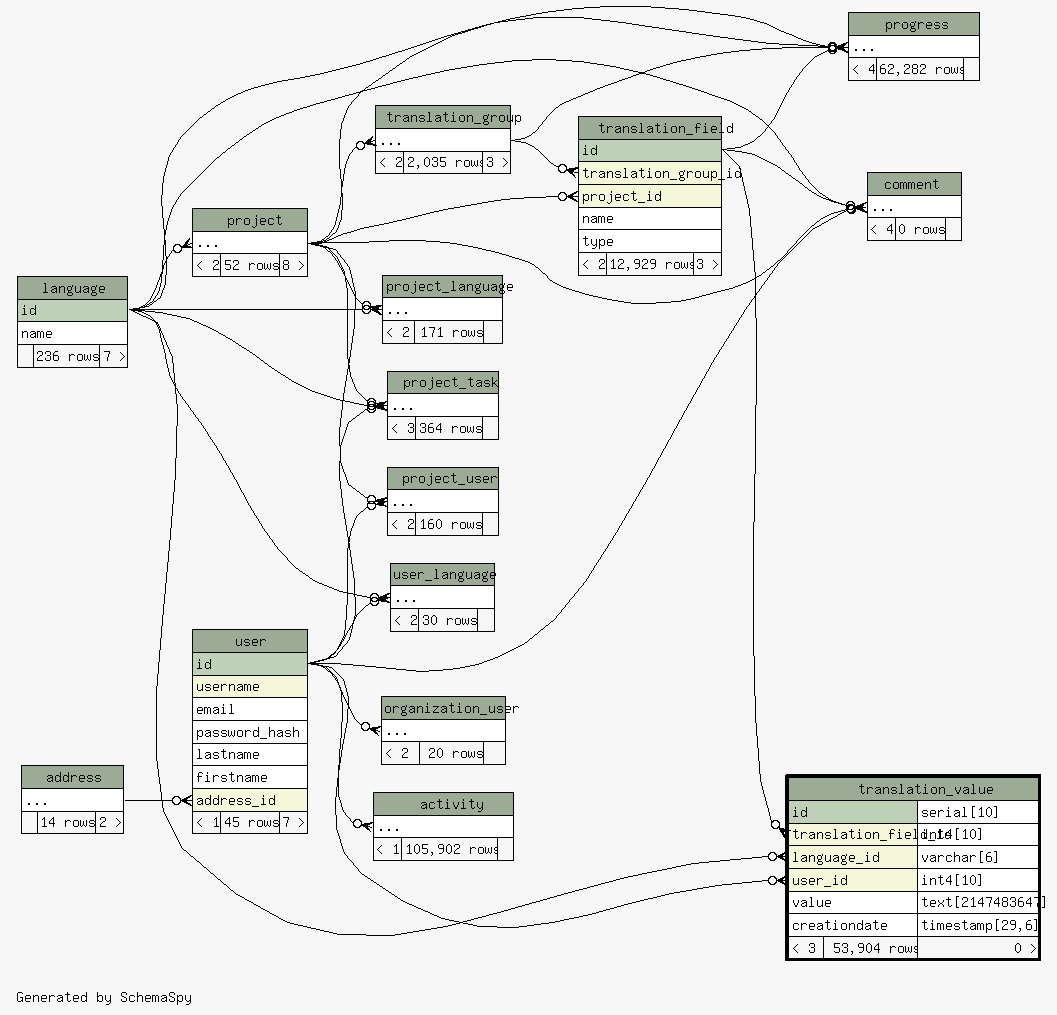 progress
...
< 4 62,282 rows
translation_group
...
< 2 2,035 rows 3 >
translation_field
id
translation_group_id
project_id
name
type
< 2 12,929 rows 3 >
comment
...
< 4 0 rows
project
...
< 2 52 rows 8 >
language
id
name
236 rows 7 >
project_language
...
< 2 171 rows
project_task
...
< 3 364 rows
project_user
...
< 2 160 rows
user_language
...
< 2 30 rows
user
id
username
email
password_hash
lastname
firstname
address_id
< 1 45 rows 7 >
organization_user
...
< 2 20 rows
address
...
14 rows 2 >
activity
...
< 1 105,902 rows
translation_value
id serial[10]
translation_field_id int4[10]
language_id varchar[6]
user_id int4[10]
value text[2147483647]
creationdate timestamp[29,6]
< 3 53,904 rows 0 >
Generated by SchemaSpy